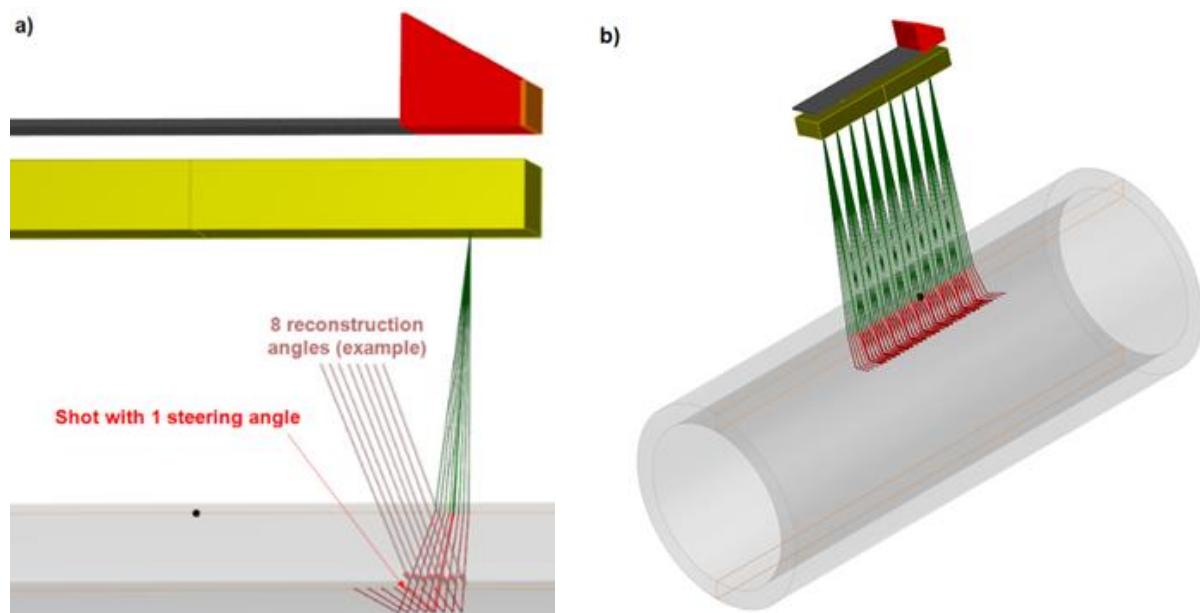 a)
b)
8 reconstruction
angles (example)
Shot with 1 steering angle